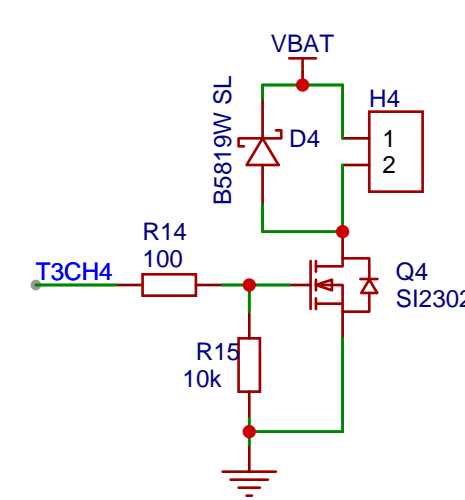 VBAT
B5819W SL
D4
H4
1
2
R14
100
T3CH4
Q4
SI2302
R15
10k